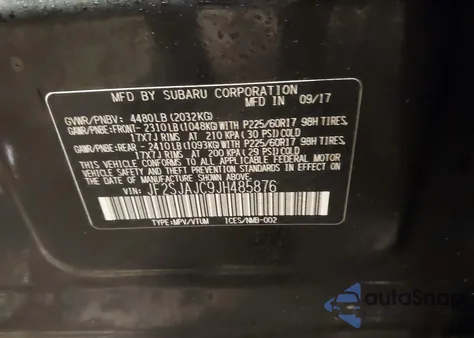 MFD BY SUBARU CORPORATION
MFD IN 09/17
GVWR/PNBV: 4480LB(2032KG)
GAWR/PNBE:FRONT- 2310LB(1048KG)WITH P225/60R17 98H TIRES
17X7J RIMS AT 210 KPA(30 PSI)COLD
GAWR/PNBE:REAR - 2410LB(1093KG)WITH P225/60R17 98H TIRES
17X7J RIMS AT 200 KPA(29 PSI)COLD
THIS VEHICLE CONFORMS TO ALL APPLICABLE FEDERAL MOTOR
VEHICLE SAFETY, BUMPER, AND THEFT PREVENTION STANDARDS
IN EFFECT ON THE DATE OF MANUFACTURE SHOWN ABOVE.
VIN: JF2SJAJC9JH485876
TYPE:MPV/VTUM 1CES/NMB-002
autoSnap